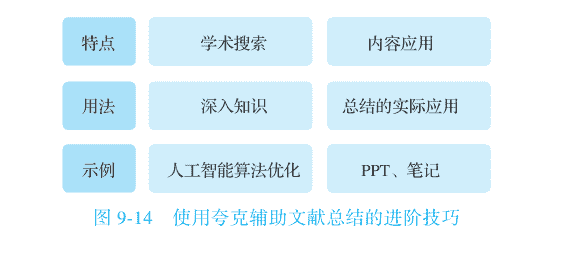 特点 学术搜索 内容应用
用法 深入知识 总结的实际应用
示例 人工智能算法优化 PPT、笔记
图 9-14 使用夸克辅助文献总结的进阶技巧